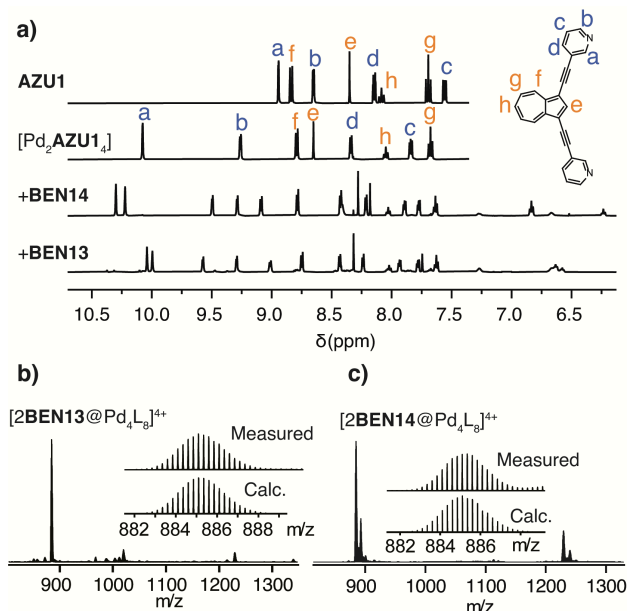 a)
AZU1
a f b e d h g c
[Pd₂AZU1₄]
a b f e d h c g
+BEN14
+BEN13
10.5 10.0 9.5 9.0 8.5 8.0 7.5 7.0 6.5
δ(ppm)
c b
N
d a
g f
h e
N
b)
[2BEN13@Pd₄L₈]⁴⁺
Measured
Calc.
882 884 886 888 m/z
900 1000 1100 1200 1300
m/z
c)
[2BEN14@Pd₄L₈]⁴⁺
Measured
Calc.
882 884 886 m/z
900 1000 1100 1200 1300
m/z